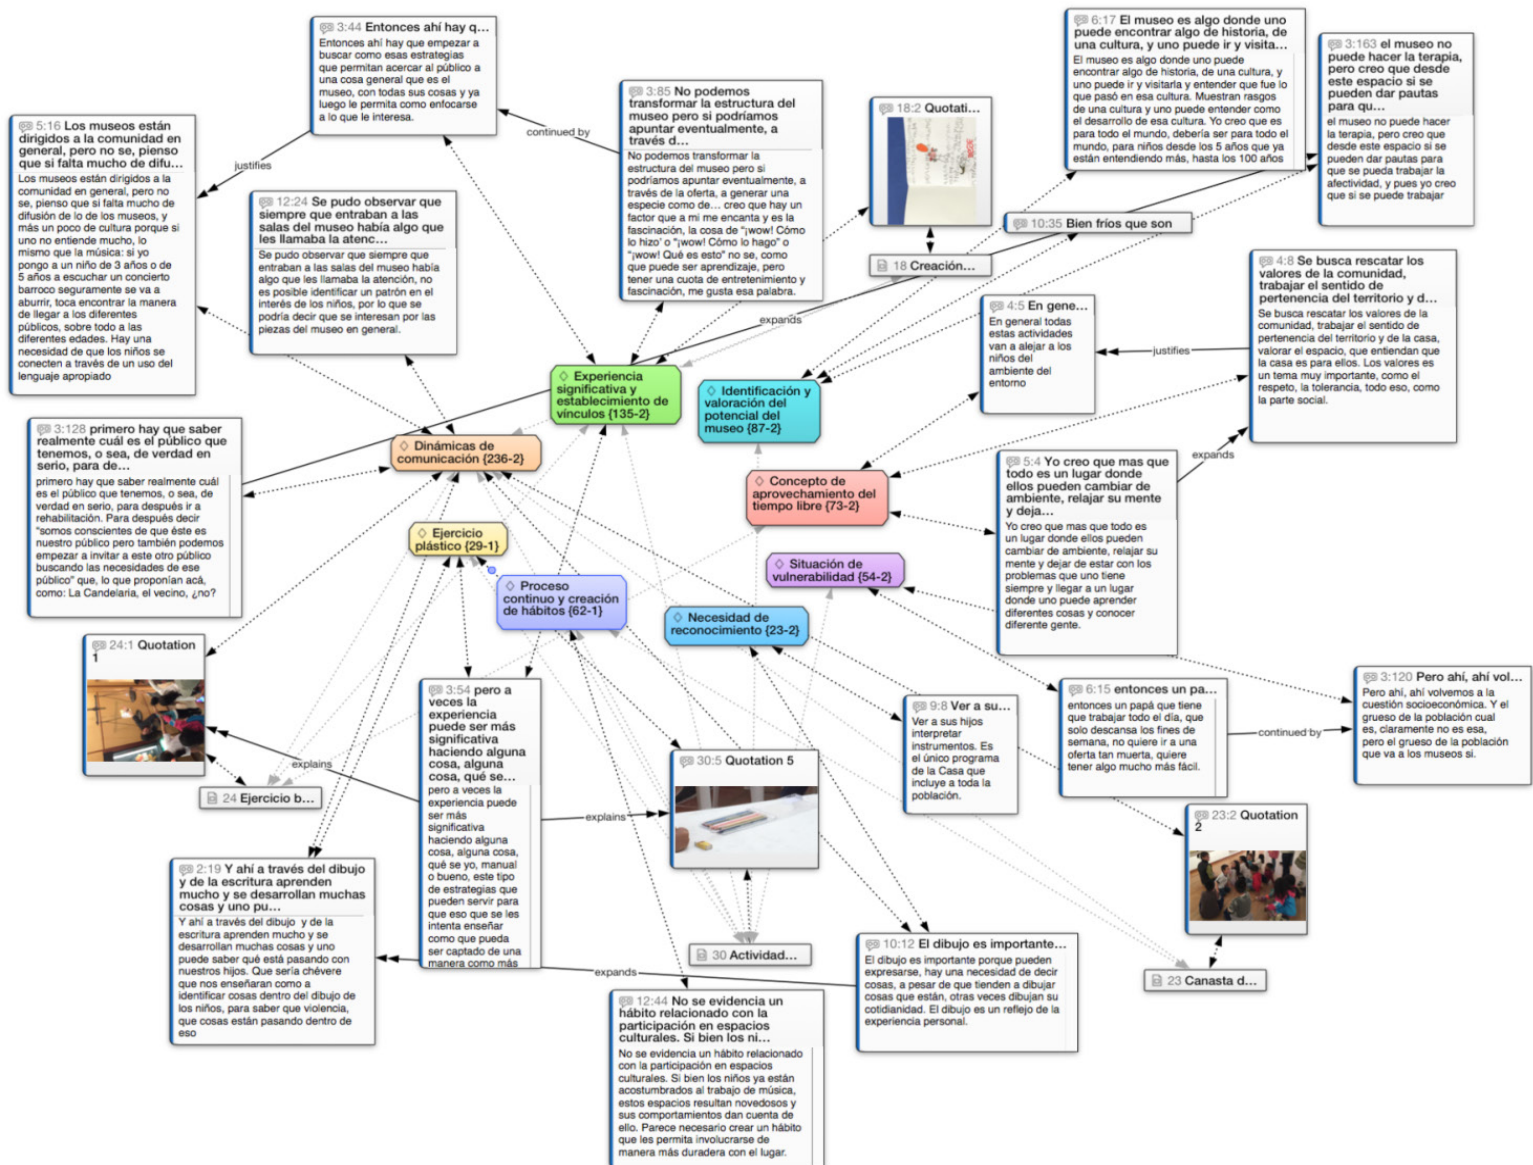 3:44 Entonces ahí hay q...
Entonces ahí hay que empezar a
buscar como esas estrategias
que permitan acercar al público a
una cosa general que es el
museo, con todas sus cosas y ya
luego le permita como enfocarse
a lo que le interesa.
6:17 El museo es algo donde uno
puede encontrar algo de historia, de
una cultura, y uno puede ir y visita...
El museo es algo donde uno puede
encontrar algo de historia, de una cultura, y
uno puede ir y visitarla y entender que fue lo
que pasó en esa cultura. Muestran rasgos
de una cultura y uno puede entender como
el desarrollo de esa cultura. Yo creo que es
para todo el mundo, debería ser para todo el
mundo, para niños desde los 5 años que ya
están entendiendo más, hasta los 100 años
3:163 el museo no
puede hacer la terapia,
pero creo que desde
este espacio si se
pueden dar pautas
para qu...
el museo no puede hacer
la terapia, pero creo que
desde este espacio si se
pueden dar pautas para
que se pueda trabajar la
afectividad, y pues yo creo
que si se puede trabajar
3:85 No podemos
transformar la estructura del
museo pero si podríamos
apuntar eventualmente, a
través d...
No podemos transformar la
estructura del museo pero si
podríamos apuntar eventualmente, a
través de la oferta, a generar una
especie como de... creo que hay un
factor que a mi me encanta y es la
fascinación, la cosa de "¡wow! Cómo
lo hizo' o "¡wow! Cómo lo hago" o
"¡wow! Qué es esto" no se, como
que puede ser aprendizaje, pero
tener una cuota de entretenimiento y
fascinación, me gusta esa palabra.
18:2 Quotati...
continued by
5:16 Los museos están
dirigidos a la comunidad en
general, pero no se, pienso
que si falta mucho de difu...
Los museos están dirigidos a la
comunidad en general, pero no
se, pienso que si falta mucho de
difusión de lo de los museos, y
más un poco de cultura porque si
uno no entiende mucho, lo
mismo que la música: si yo
pongo a un niño de 3 años o de
5 años a escuchar un concierto
barroco seguramente se va a
aburrir, toca encontrar la manera
de llegar a los diferentes
públicos, sobre todo a las
diferentes edades. Hay una
necesidad de que los niños se
conecten a través de un uso del
lenguaje apropiado
justifies
12:24 Se pudo observar que
siempre que entraban a las
salas del museo había algo que
les llamaba la atenc...
Se pudo observar que siempre que
entraban a las salas del museo había
algo que les llamaba la atención, no
es posible identificar un patrón en el
interés de los niños, por lo que se
podría decir que se interesan por las
piezas del museo en general.
10:35 Bien fríos que son
18 Creación...
4:8 Se busca rescatar los
valores de la comunidad,
trabajar el sentido de
pertenencia del territorio y d...
Se busca rescatar los valores de la
comunidad, trabajar el sentido de
pertenencia del territorio y de la casa,
valorar el espacio, que entiendan que
la casa es para ellos. Los valores es
un tema muy importante, como el
respeto, la tolerancia, todo eso, como
la parte social.
4:5 En gene...
En general todas
estas actividades
van a alejar a los
niños del
ambiente del
entorno
justifies
expands
Experiencia
significativa y
establecimiento de
vínculos {135-2}
Identificación y
valoración del
potencial del
museo {87-2}
3:128 primero hay que saber
realmente cuál es el público que
tenemos, o sea, de verdad en
serio, para de...
primero hay que saber realmente cuál
es el público que tenemos, o sea, de
verdad en serio, para después ir a
rehabilitación. Para después decir
"somos conscientes de que éste es
nuestro público pero también podemos
empezar a invitar a este otro público
buscando las necesidades de ese
público" que, lo que proponían acá,
como: La Candelaria, el vecino, ¿no?
Dinámicas de
comunicación {236-2}
Concepto de
aprovechamiento del
tiempo libre {73-2}
5:4 Yo creo que mas que
todo es un lugar donde
ellos pueden cambiar de
ambiente, relajar su mente
y deja...
Yo creo que mas que todo es
un lugar donde ellos pueden
cambiar de ambiente, relajar su
mente y dejar de estar con los
problemas que uno tiene
siempre y llegar a un lugar
donde uno puede aprender
diferentes cosas y conocer
diferente gente.
expands
Ejercicio
plástico {29-1}
Situación de
vulnerabilidad {54-2}
Proceso
continuo y creación
de hábitos {62-1}
Necesidad de
reconocimiento {23-2}
24:1 Quotation
1
24 Ejercicio b...
explains
3:54 pero a
veces la
experiencia
puede ser más
significativa
haciendo alguna
cosa, alguna
cosa, qué se...
pero a veces la
experiencia puede
ser más
significativa
haciendo alguna
cosa, alguna cosa,
qué se yo, manual
o bueno, este tipo
de estrategias que
pueden servir para
que eso que se les
intenta enseñar
como que pueda
ser captado de una
manera como más
explains
30:5 Quotation 5
9:8 Ver a su...
Ver a sus hijos
interpretar
instrumentos. Es
el único programa
de la Casa que
incluye a toda la
población.
6:15 entonces un pa...
entonces un papá que tiene
que trabajar todo el día, que
solo descansa los fines de
semana, no quiere ir a una
oferta tan muerta, quiere
tener algo mucho más fácil.
continued by
3:120 Pero ahí, ahí vol...
Pero ahí, ahí volvemos a la
cuestión socioeconómica. Y el
grueso de la población cual
es, claramente no es esa,
pero el grueso de la población
que va a los museos si.
23:2 Quotation
2
2:19 Y ahí a través del dibujo
y de la escritura aprenden
mucho y se desarrollan muchas
cosas y uno pu...
Y ahí a través del dibujo y de la
escritura aprenden mucho y se
desarrollan muchas cosas y uno
puede saber qué está pasando con
nuestros hijos. Que sería chévere
que nos enseñaran como a
identificar cosas dentro del dibujo de
los niños, para saber que violencia,
que cosas están pasando dentro de
eso
30 Actividad...
expands
10:12 El dibujo es importante...
El dibujo es importante porque pueden
expresarse, hay una necesidad de decir
cosas, a pesar de que tienden a dibujar
cosas que están, otras veces dibujan su
cotidianidad. El dibujo es un reflejo de la
experiencia personal.
23 Canasta d...
12:44 No se evidencia un
hábito relacionado con la
participación en espacios
culturales. Si bien los ni...
No se evidencia un hábito relacionado
con la participación en espacios
culturales. Si bien los niños ya están
acostumbrados al trabajo de música,
estos espacios resultan novedosos y
sus comportamientos dan cuenta de
ello. Parece necesario crear un hábito
que les permita involucrarse de
manera más duradera con el lugar.